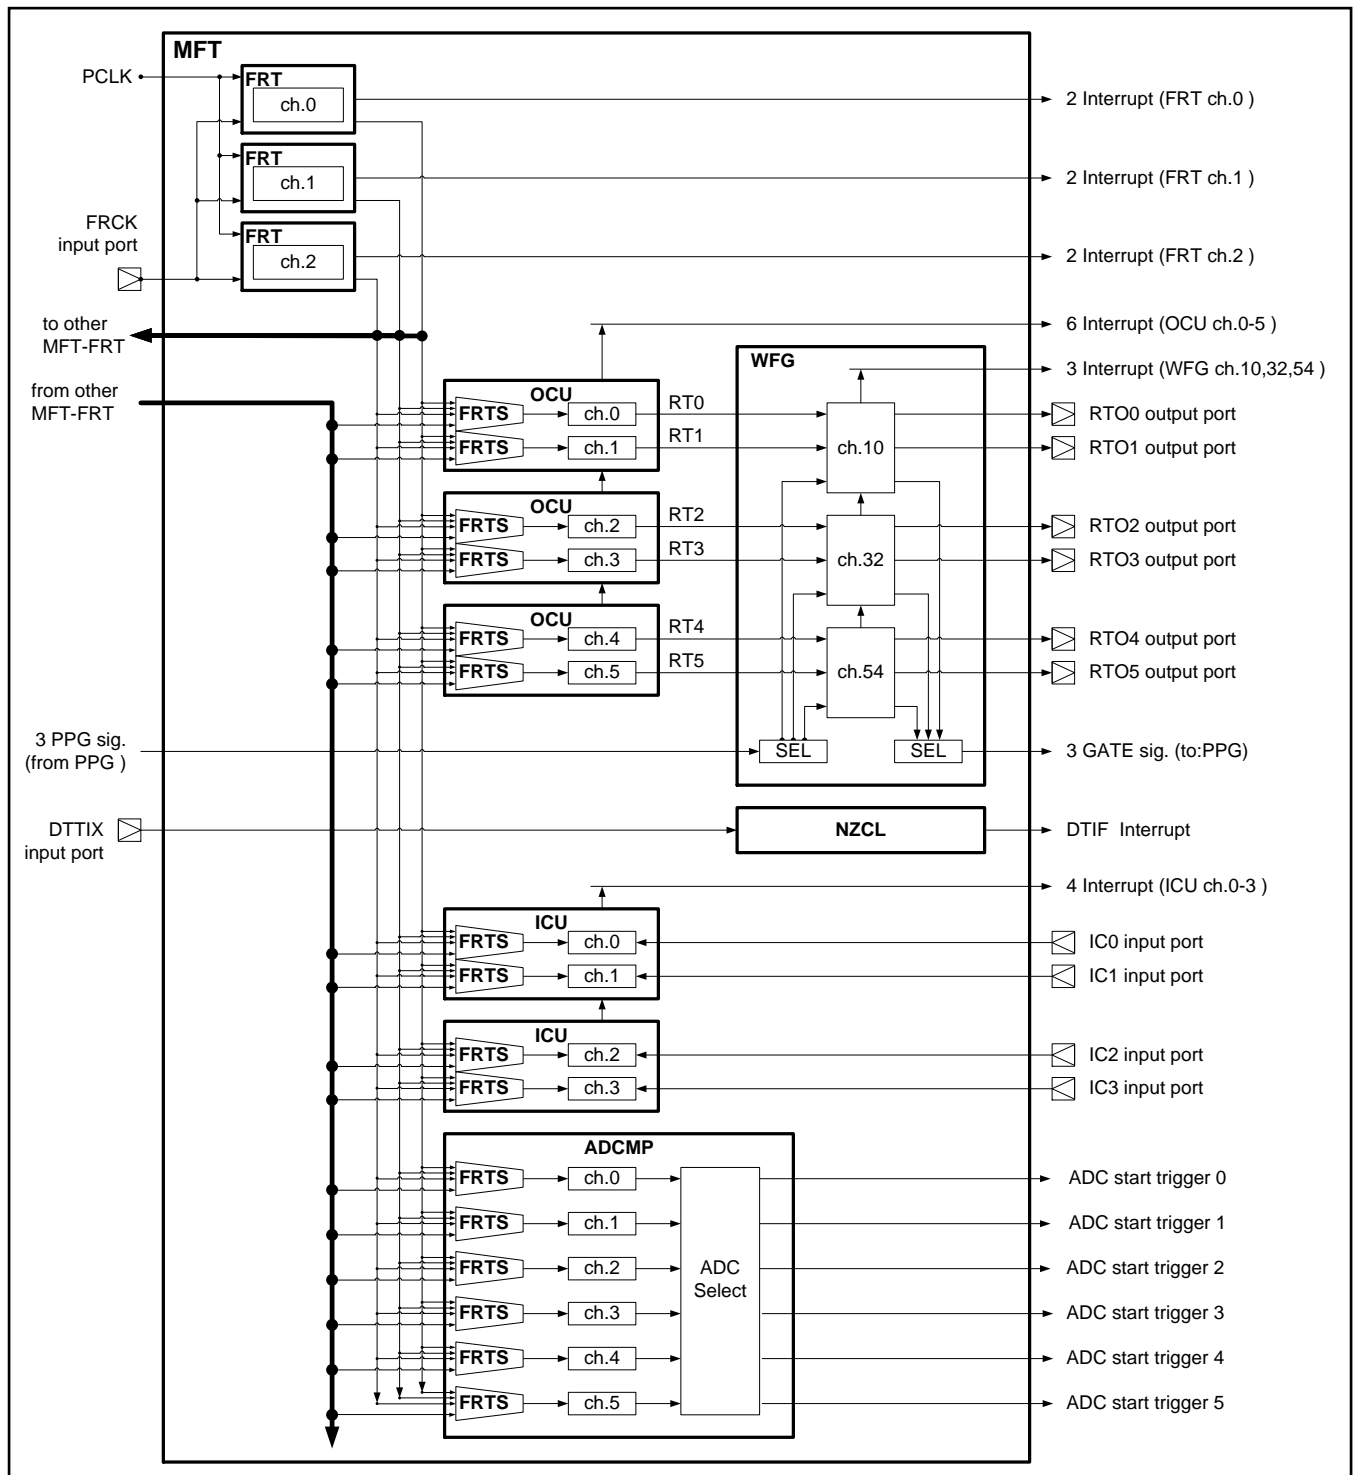 MFT
PCLK
FRT
ch.0
2 Interrupt (FRT ch.0 )
FRT
ch.1
2 Interrupt (FRT ch.1 )
FRCK
input port
FRT
ch.2
2 Interrupt (FRT ch.2 )
to other
MFT-FRT
6 Interrupt (OCU ch.0-5 )
from other
MFT-FRT
WFG
3 Interrupt (WFG ch.10,32,54 )
OCU
FRTS
ch.0
RT0
RTO0 output port
FRTS
ch.1
RT1
ch.10
RTO1 output port
OCU
FRTS
ch.2
RT2
RTO2 output port
FRTS
ch.3
RT3
ch.32
RTO3 output port
OCU
FRTS
ch.4
RT4
RTO4 output port
FRTS
ch.5
RT5
ch.54
RTO5 output port
3 PPG sig.
(from PPG )
SEL
SEL
3 GATE sig. (to:PPG)
DTTIX
input port
NZCL
DTIF Interrupt
4 Interrupt (ICU ch.0-3 )
ICU
FRTS
ch.0
IC0 input port
FRTS
ch.1
IC1 input port
ICU
FRTS
ch.2
IC2 input port
FRTS
ch.3
IC3 input port
ADCMP
FRTS
ch.0
ADC start trigger 0
FRTS
ch.1
ADC start trigger 1
FRTS
ch.2
ADC
Select
ADC start trigger 2
FRTS
ch.3
ADC start trigger 3
FRTS
ch.4
ADC start trigger 4
FRTS
ch.5
ADC start trigger 5